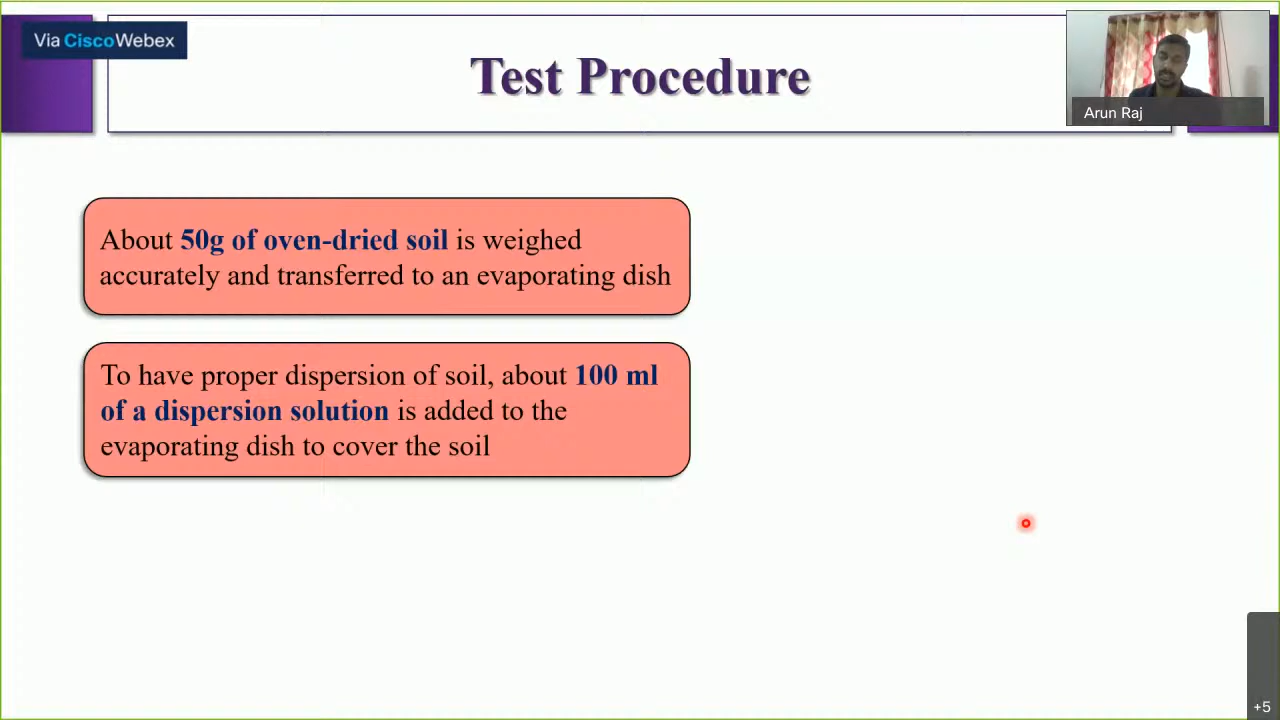 Via CiscoWebex
Test Procedure
Arun Raj
About 50g of oven-dried soil is weighed
accurately and transferred to an evaporating dish
To have proper dispersion of soil, about 100 ml
of a dispersion solution is added to the
evaporating dish to cover the soil
+5